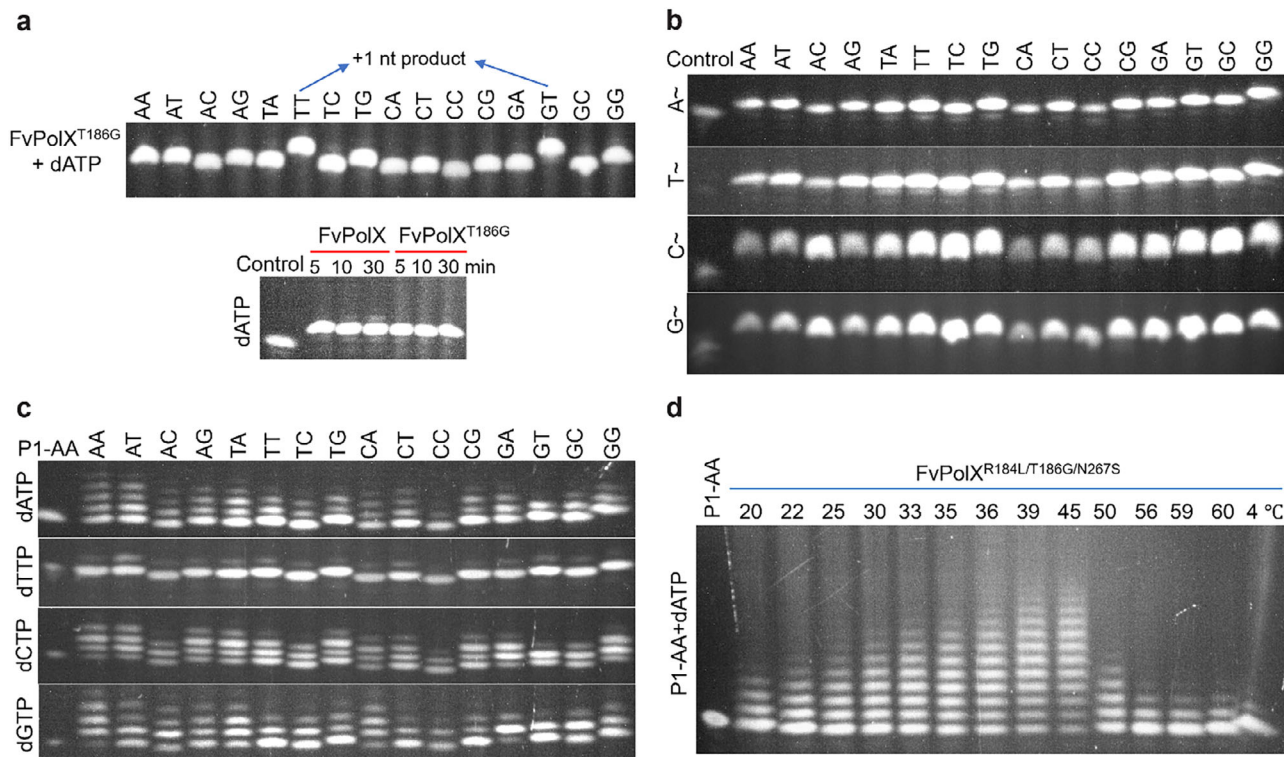 a
+1 nt product
AA AT AC AG TA TT TC TG CA CT CC CG GA GT GC GG
FvPolX^T186G
+ dATP
FvPolX FvPolX^T186G
Control 5 10 30 5 10 30 min
dATP
b
Control AA AT AC AG TA TT TC TG CA CT CC CG GA GT GC GG
A~
T~
C~
G~
c
P1-AA AA AT AC AG TA TT TC TG CA CT CC CG GA GT GC GG
dATP
dTTP
dCTP
dGTP
d
FvPolX^R184L/T186G/N267S
P1-AA 20 22 25 30 33 35 36 39 45 50 56 59 60 4 °C
P1-AA+dATP